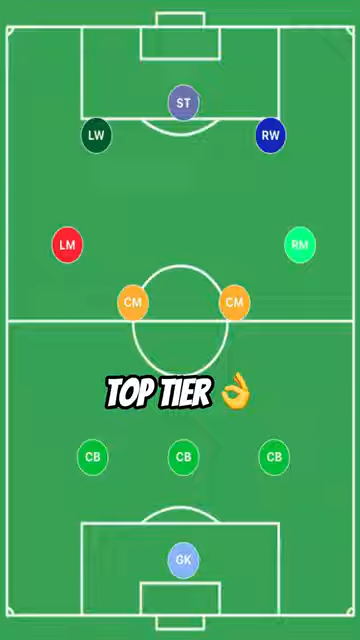 ST
LW RW
LM RM
CM CM
TOP TIER 👌
CB CB CB
GK